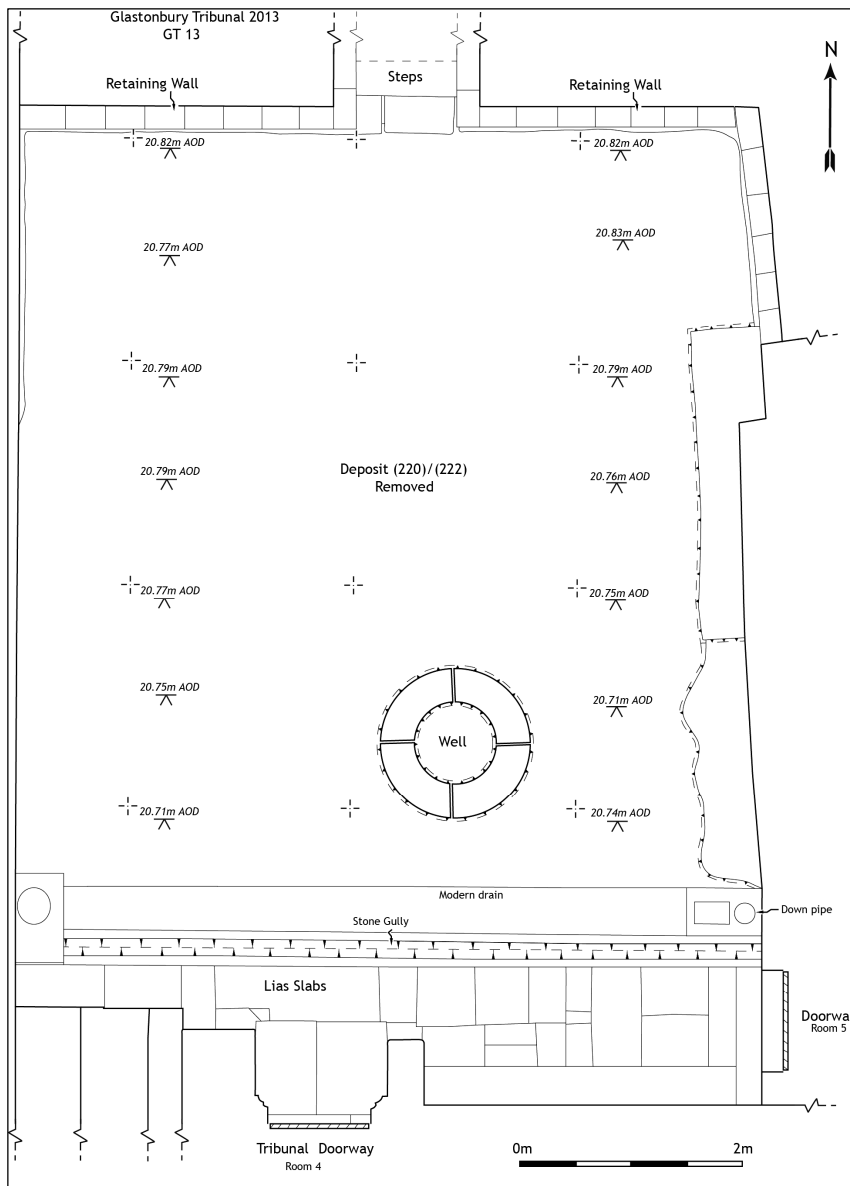 Glastonbury Tribunal 2013
GT 13
N
Steps
Retaining Wall
Retaining Wall
20.82m AOD
20.82m AOD
20.77m AOD
20.83m AOD
20.79m AOD
20.79m AOD
20.79m AOD
20.76m AOD
Deposit (220)/(222)
Removed
20.77m AOD
20.75m AOD
20.75m AOD
20.71m AOD
Well
20.71m AOD
20.74m AOD
Modern drain
Down pipe
Stone Gully
Lias Slabs
Doorwa
Room 5
Tribunal Doorway
Room 4
0m
2m